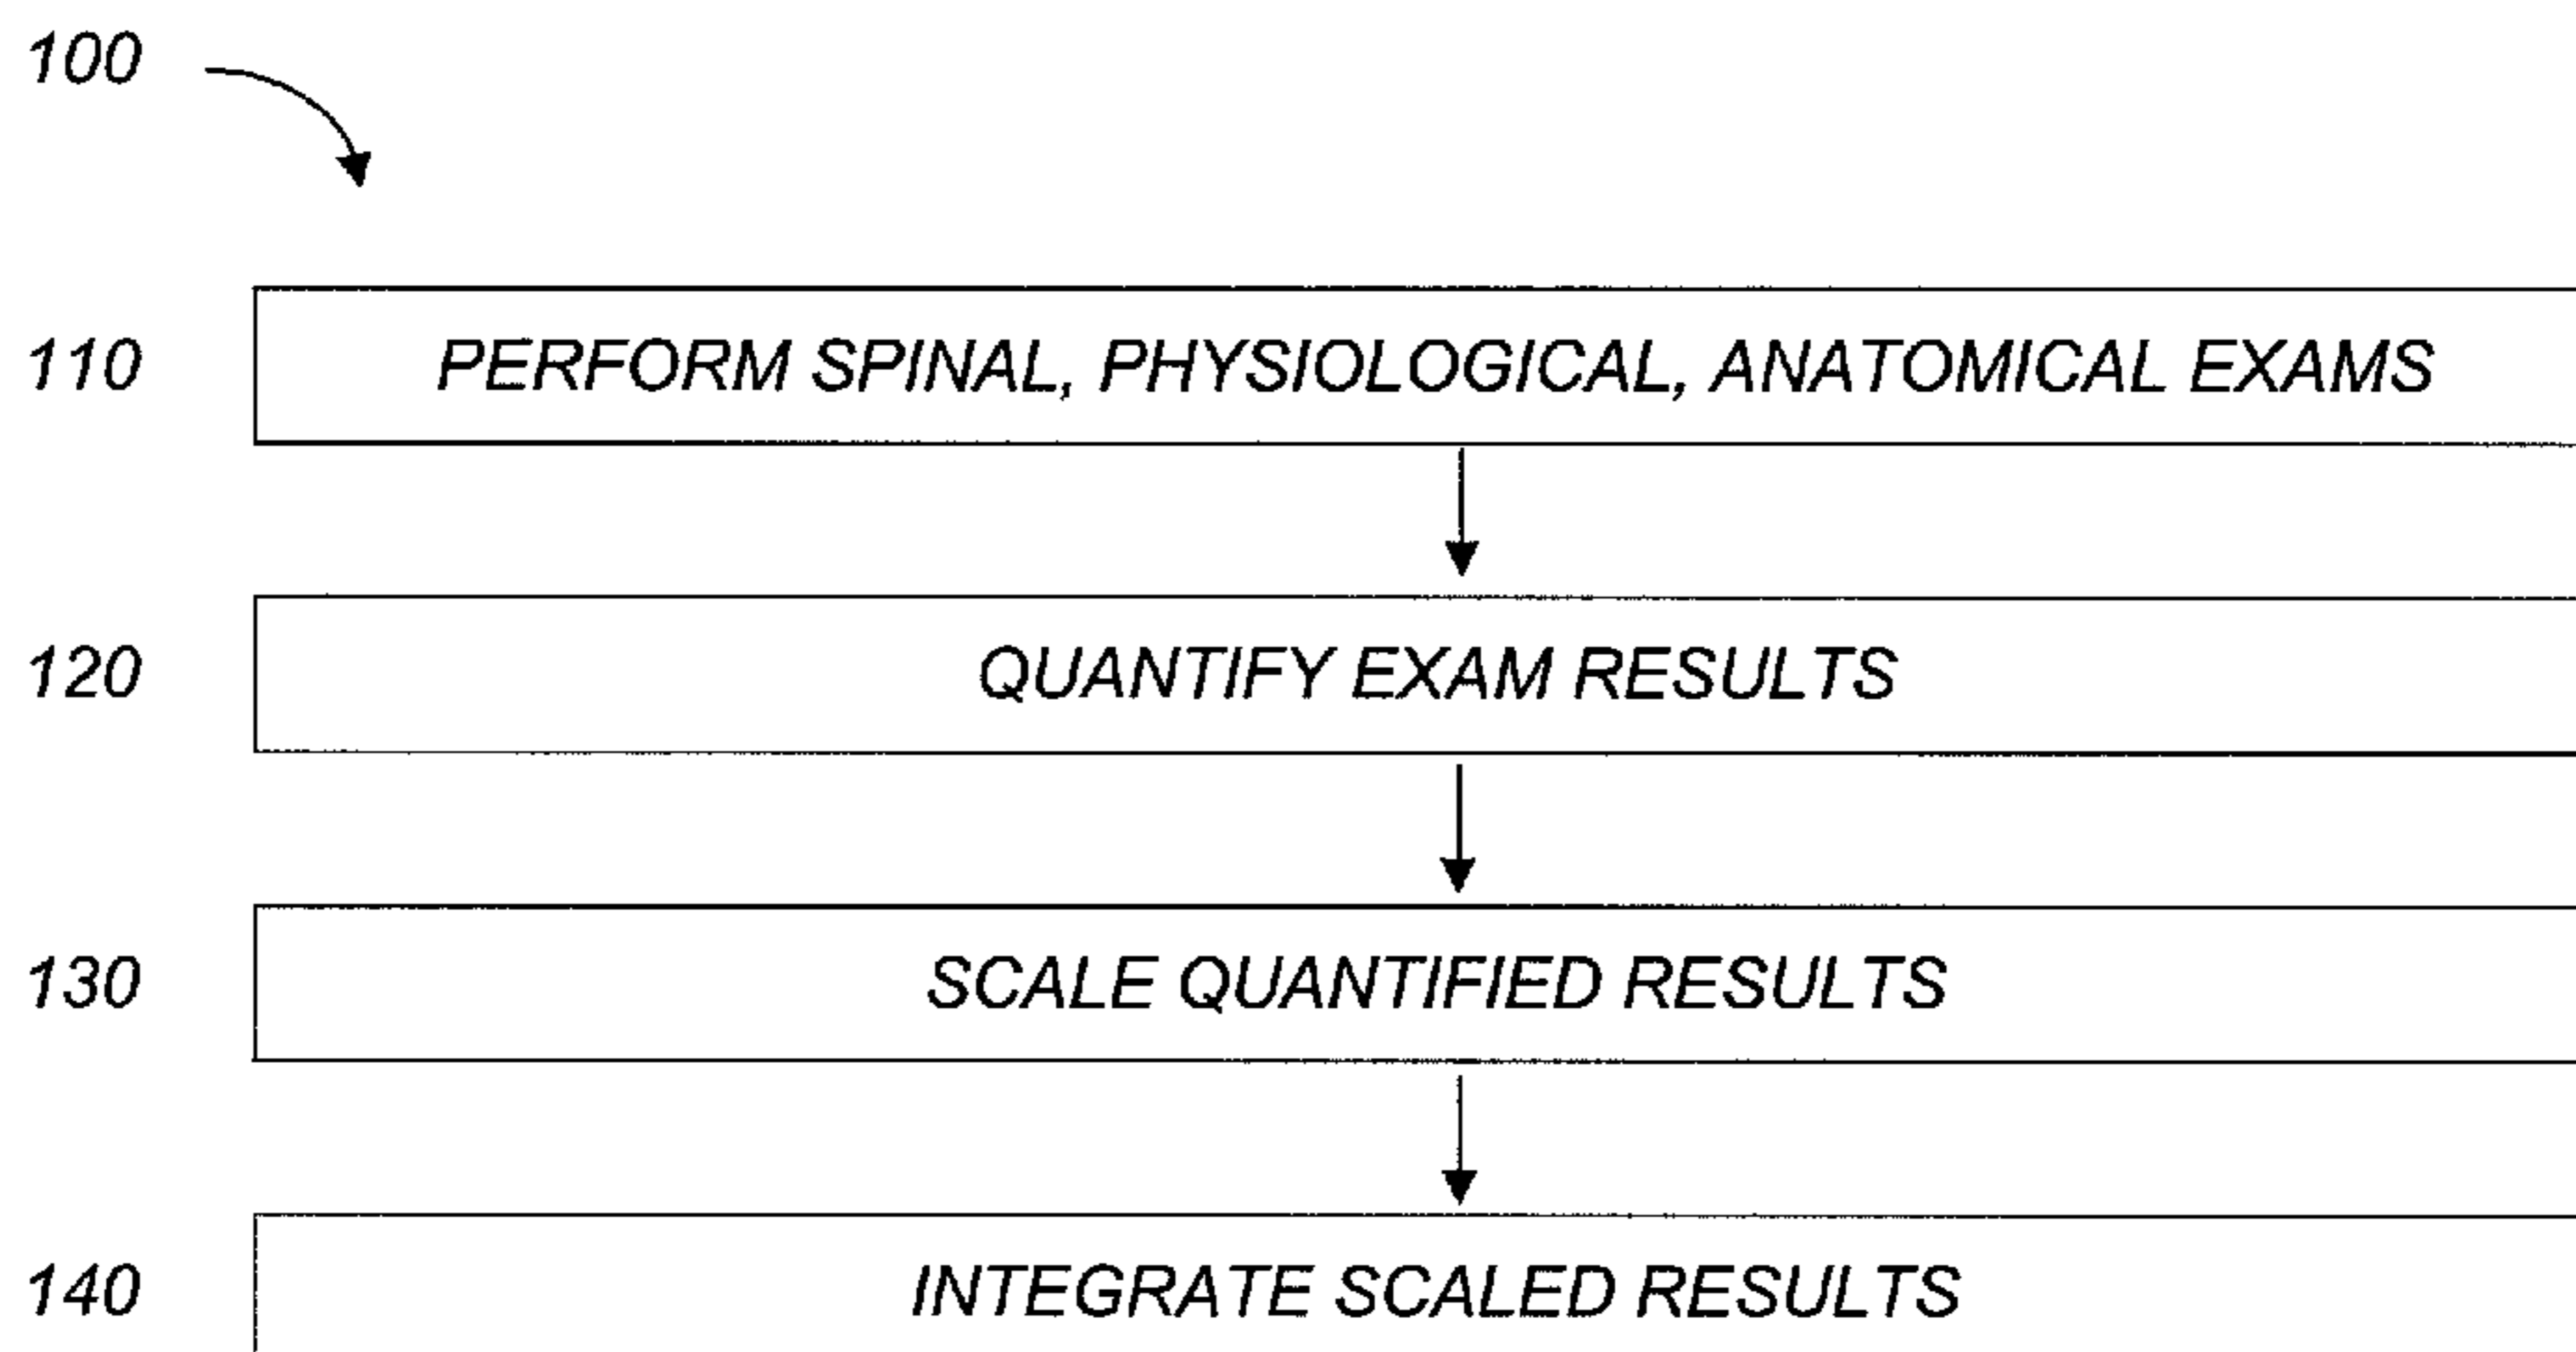 100
110 PERFORM SPINAL, PHYSIOLOGICAL, ANATOMICAL EXAMS
120 QUANTIFY EXAM RESULTS
130 SCALE QUANTIFIED RESULTS
140 INTEGRATE SCALED RESULTS